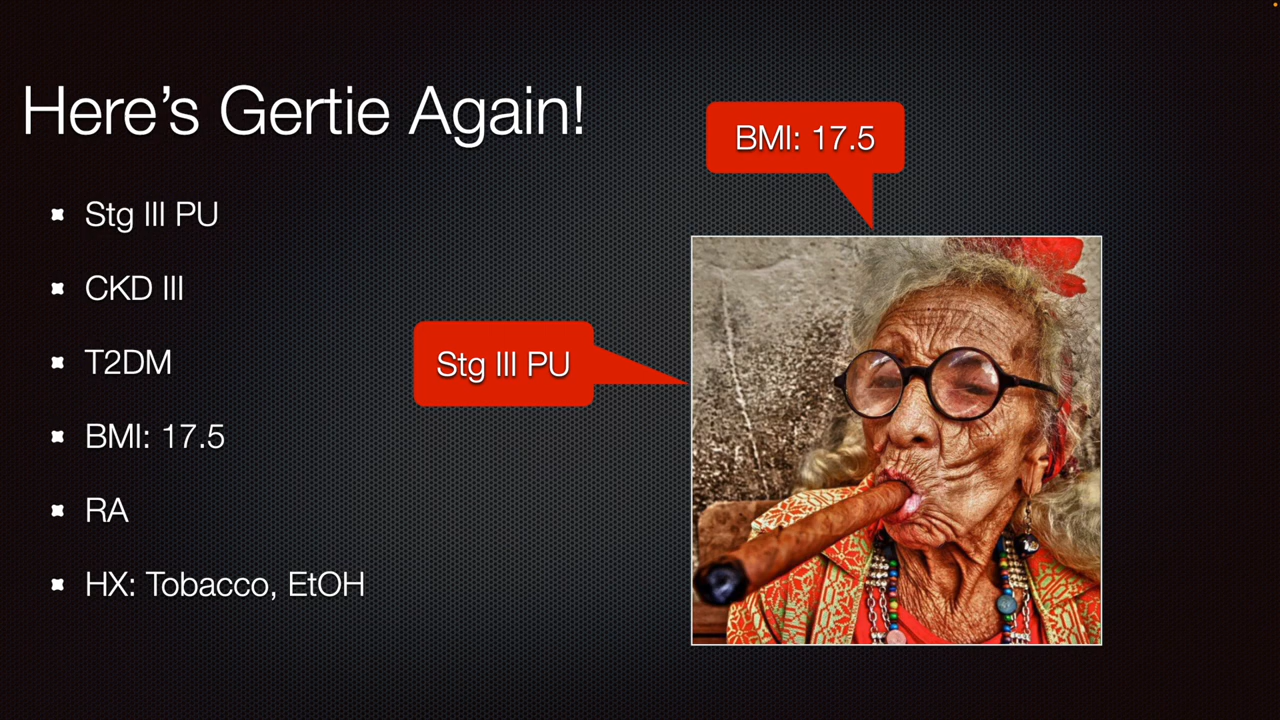 Here’s Gertie Again!
BMI: 17.5
Stg III PU
CKD III
T2DM
BMI: 17.5
RA
HX: Tobacco, EtOH
Stg III PU